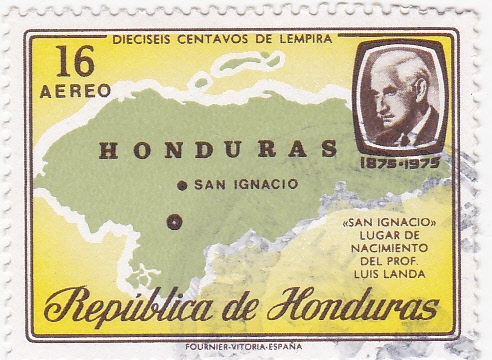 DIECISEIS CENTAVOS DE LEMPIRA
16
AEREO
1875-1975
HONDURAS
SAN IGNACIO
«SAN IGNACIO»
LUGAR DE
NACIMIENTO
DEL PROF.
LUIS LANDA
República de Honduras
FOURNIER-VITORIA-ESPAÑA